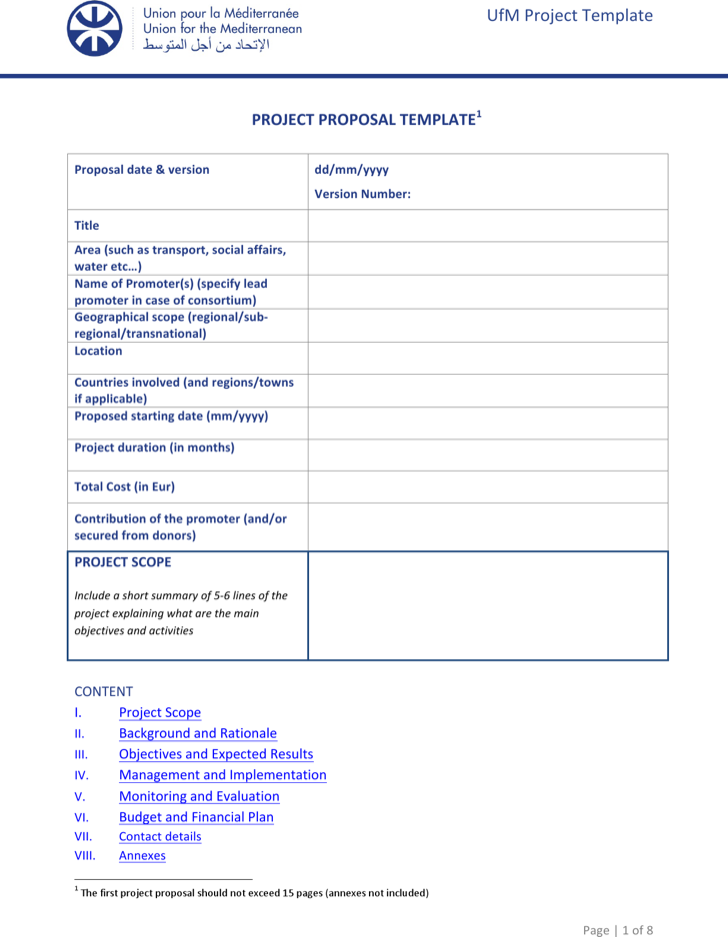 Union pour la Méditerranée
Union for the Mediterranean
الإتحاد من أجل المتوسط
UfM Project Template
PROJECT PROPOSAL TEMPLATE1
Proposal date & version
dd/mm/yyyy
Version Number:
Title
Area (such as transport, social affairs,
water etc…)
Name of Promoter(s) (specify lead
promoter in case of consortium)
Geographical scope (regional/sub-
regional/transnational)
Location
Countries involved (and regions/towns
if applicable)
Proposed starting date (mm/yyyy)
Project duration (in months)
Total Cost (in Eur)
Contribution of the promoter (and/or
secured from donors)
PROJECT SCOPE
Include a short summary of 5-6 lines of the
project explaining what are the main
objectives and activities
CONTENT
I. Project Scope
II. Background and Rationale
III. Objectives and Expected Results
IV. Management and Implementation
V. Monitoring and Evaluation
VI. Budget and Financial Plan
VII. Contact details
VIII. Annexes
1 The first project proposal should not exceed 15 pages (annexes not included)
Page | 1 of 8